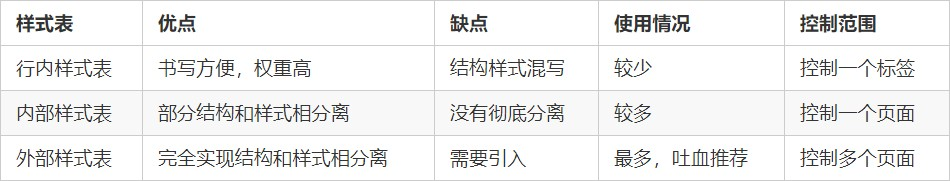 样式表 优点 缺点 使用情况 控制范围
行内样式表 书写方便，权重高 结构样式混写 较少 控制一个标签
内部样式表 部分结构和样式相分离 没有彻底分离 较多 控制一个页面
外部样式表 完全实现结构和样式相分离 需要引入 最多，吐血推荐 控制多个页面